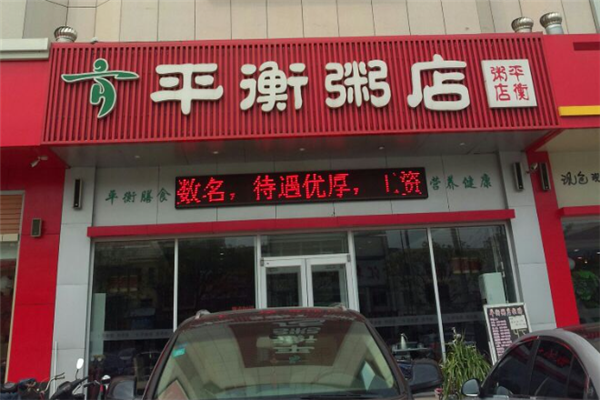 平衡粥店
平衡
粥店
平衡膳食
数名，待遇优厚，工资
营养健康